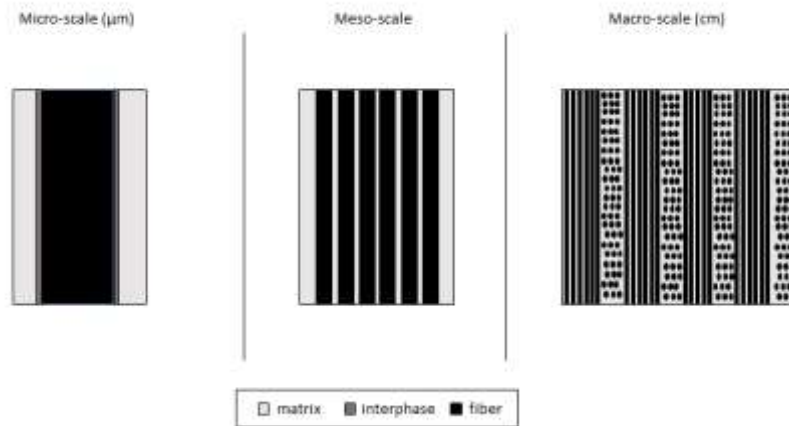 Micro-scale (µm)
Meso-scale
Macro-scale (cm)
matrix
interphase
fiber